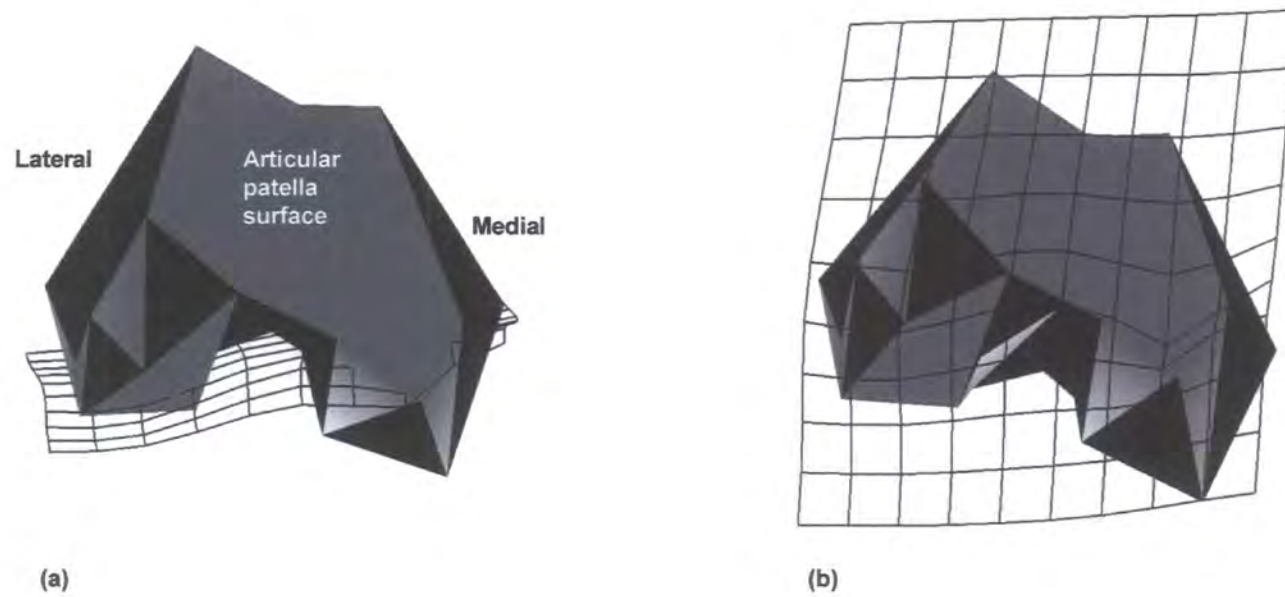 Lateral
Articular
patella
surface
Medial
(a)
(b)